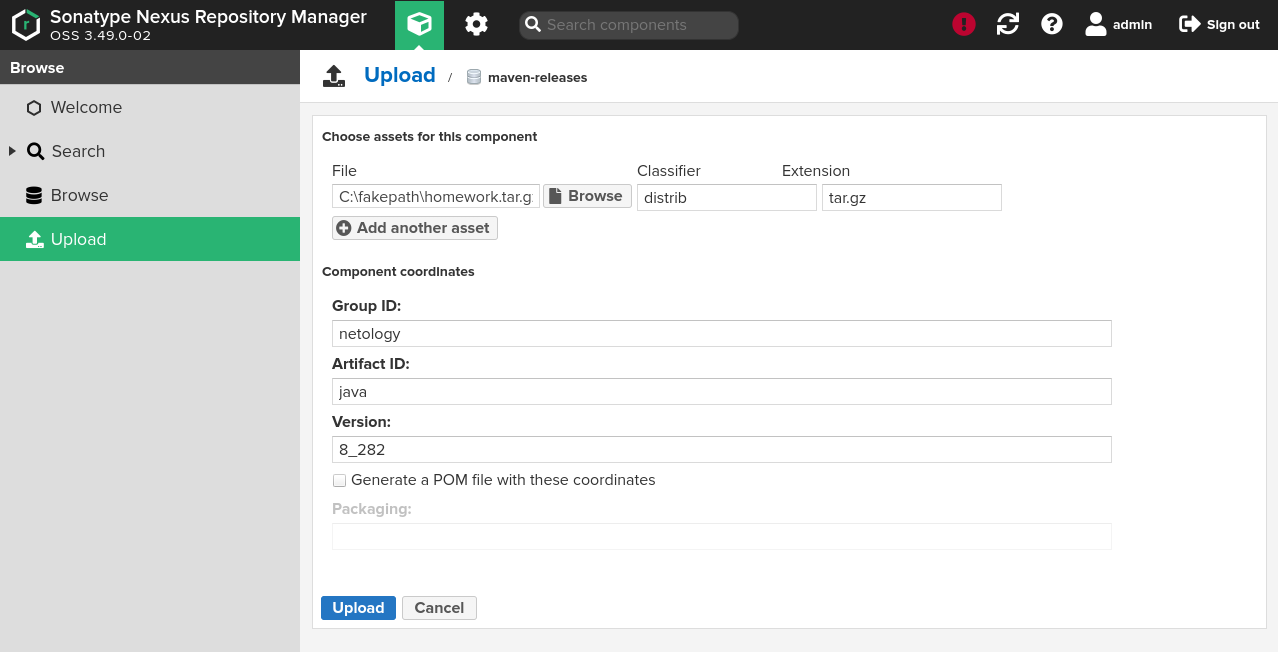 Sonatype Nexus Repository Manager
OSS 3.49.0-02
Search components
admin
Sign out
Browse
Welcome
Search
Browse
Upload
Upload / maven-releases
Choose assets for this component
File Classifier Extension
C:\fakepath\homework.tar.g Browse distrib tar.gz
Add another asset
Component coordinates
Group ID:
netology
Artifact ID:
java
Version:
8_282
Generate a POM file with these coordinates
Packaging:
Upload Cancel